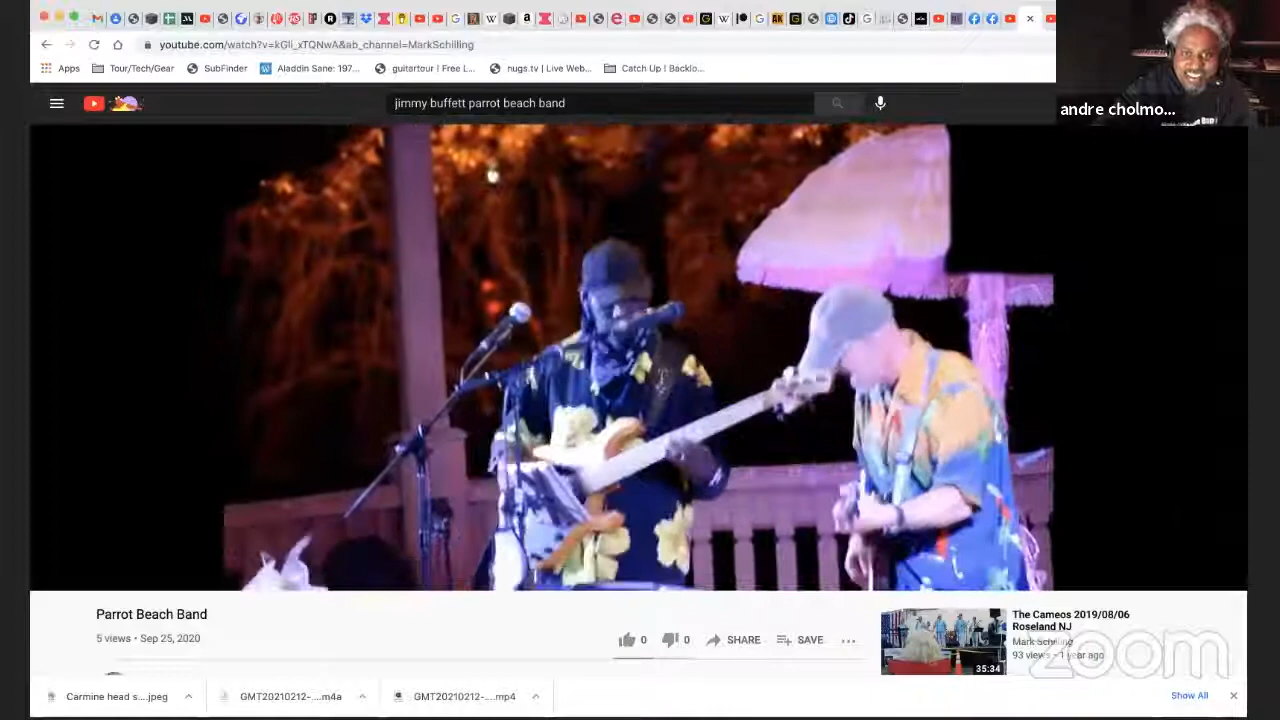 youtube.com/watch?v=kGli_xTQNwA&ab_channel=MarkSchilling
Apps Tour/Tech/Gear SubFinder Aladdin Sane: 197... guitartour | Free L... nugs.tv | Live Web... Catch Up | Backlo...
andre cholmo...
jimmy buffett parrot beach band
Parrot Beach Band
5 views • Sep 25, 2020
0 0 SHARE SAVE
The Cameos 2019/08/06
Roseland NJ
Mark Schilling
93 views • 1 year ago
35:34
zoom
Carmine head s....jpeg GMT20210212-....m4a GMT20210212-....mp4 Show All